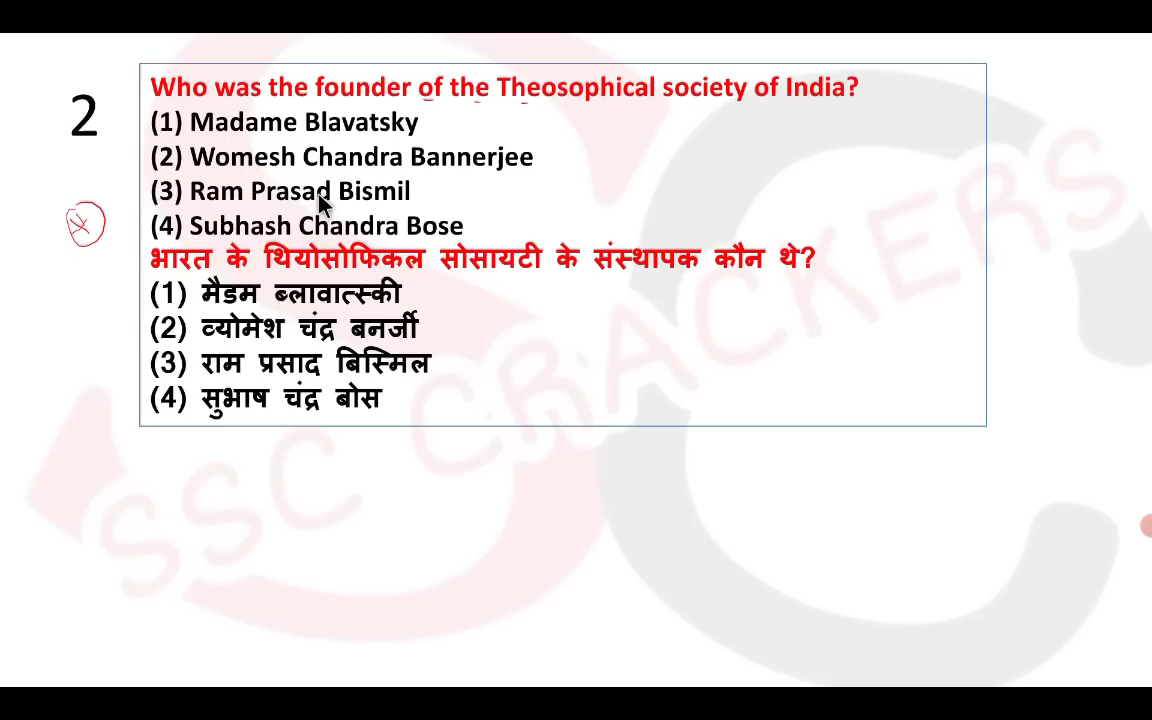 2
Who was the founder of the Theosophical society of India?
(1) Madame Blavatsky
(2) Womesh Chandra Bannerjee
(3) Ram Prasad Bismil
(4) Subhash Chandra Bose
भारत के थियोसोफिकल सोसायटी के संस्थापक कौन थे?
(1) मैडम ब्लावात्स्की
(2) व्योमेश चंद्र बनर्जी
(3) राम प्रसाद बिस्मिल
(4) सुभाष चंद्र बोस
SSC CRACKERS